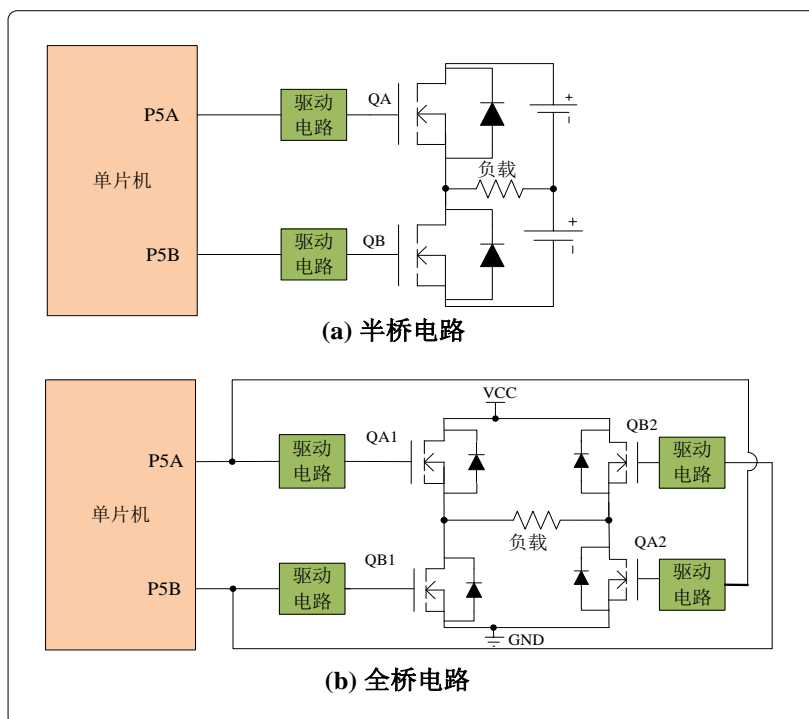 单片机
P5A
P5B
驱动
电路
QA
驱动
电路
QB
负载
+
-
+
-
(a) 半桥电路
单片机
P5A
P5B
驱动
电路
QA1
驱动
电路
QB1
VCC
负载
GND
QB2
驱动
电路
QA2
驱动
电路
(b) 全桥电路